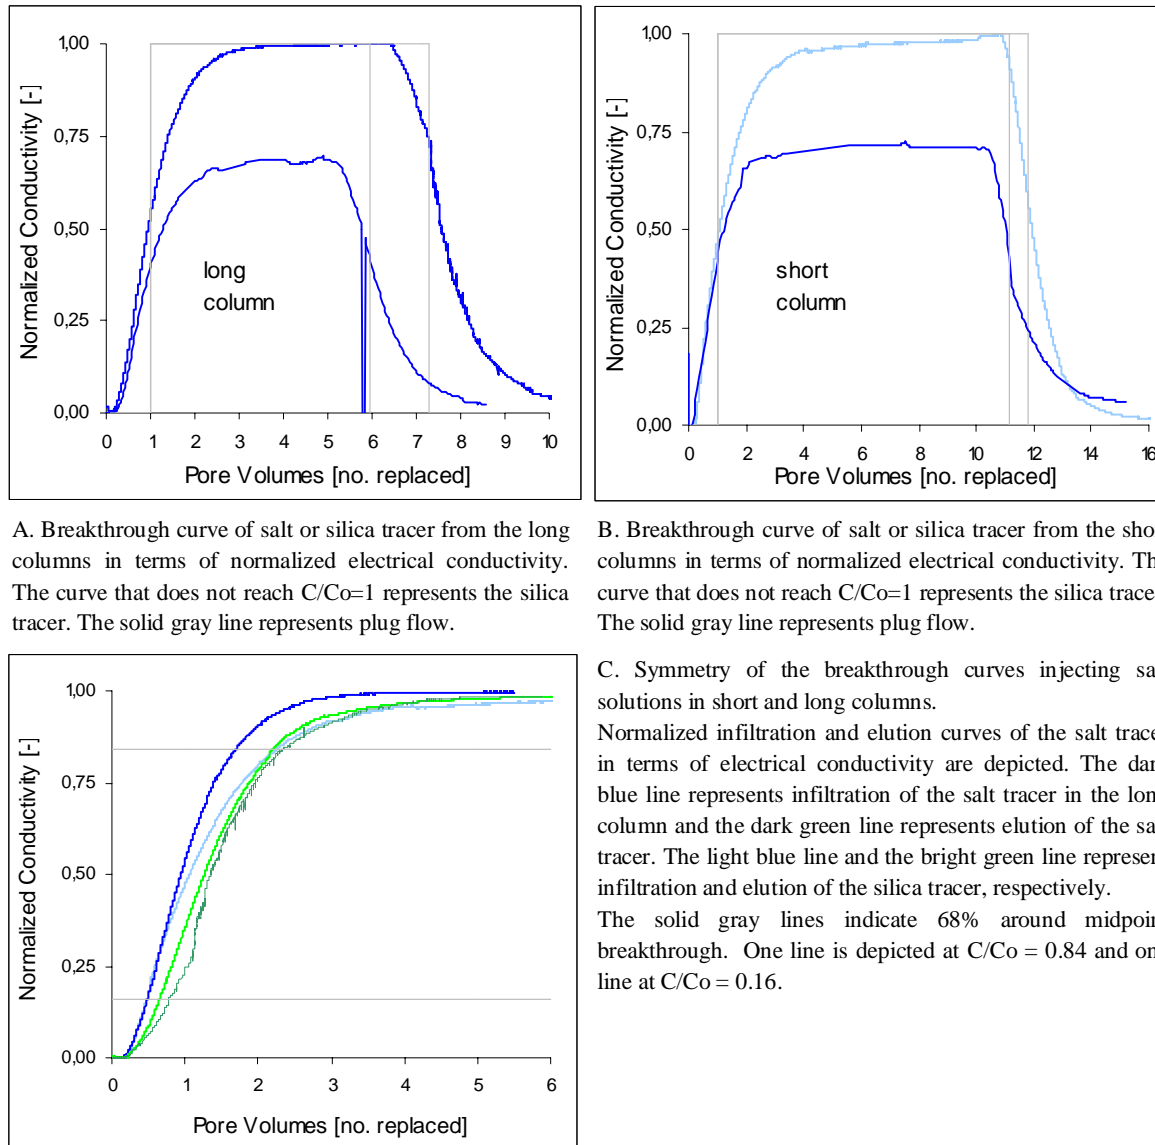 1,00
0,75
0,50
0,25
0,00
Normalized Conductivity [-]
long
column
0 1 2 3 4 5 6 7 8 9 10
Pore Volumes [no. replaced]
1,00
0,75
0,50
0,25
0,00
Normalized Conductivity [-]
short
column
0 2 4 6 8 10 12 14 16
Pore Volumes [no. replaced]
A. Breakthrough curve of salt or silica tracer from the long
columns in terms of normalized electrical conductivity.
The curve that does not reach C/Co=1 represents the silica
tracer. The solid gray line represents plug flow.
B. Breakthrough curve of salt or silica tracer from the sho
columns in terms of normalized electrical conductivity. Th
curve that does not reach C/Co=1 represents the silica trace
The solid gray line represents plug flow.
1,00
0,75
0,50
0,25
0,00
Normalized Conductivity [-]
0 1 2 3 4 5 6
Pore Volumes [no. replaced]
C. Symmetry of the breakthrough curves injecting sa
solutions in short and long columns.
Normalized infiltration and elution curves of the salt trace
in terms of electrical conductivity are depicted. The dar
blue line represents infiltration of the salt tracer in the lon
column and the dark green line represents elution of the sa
tracer. The light blue line and the bright green line represen
infiltration and elution of the silica tracer, respectively.
The solid gray lines indicate 68% around midpoin
breakthrough. One line is depicted at C/Co = 0.84 and on
line at C/Co = 0.16.